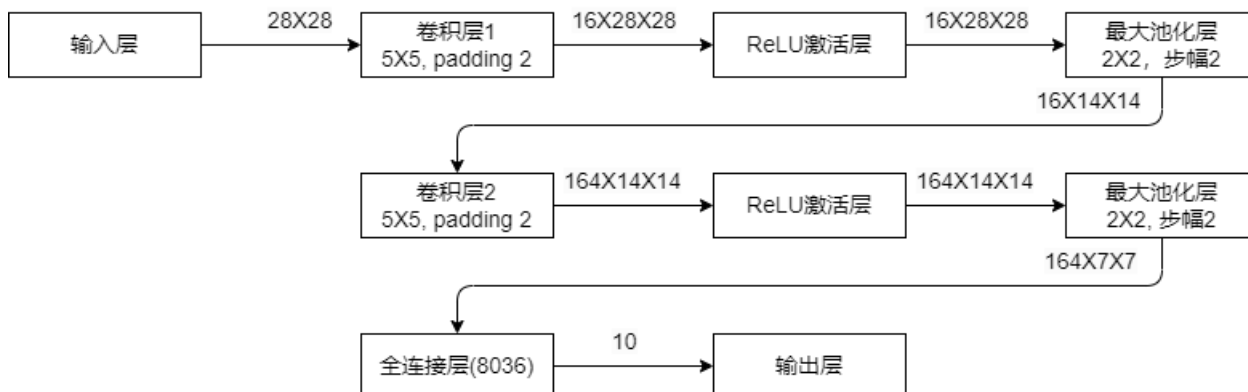 输入层
28X28
卷积层1
5X5, padding 2
16X28X28
ReLU激活层
16X28X28
最大池化层
2X2，步幅2
16X14X14
卷积层2
5X5, padding 2
164X14X14
ReLU激活层
164X14X14
最大池化层
2X2, 步幅2
164X7X7
全连接层(8036)
10
输出层